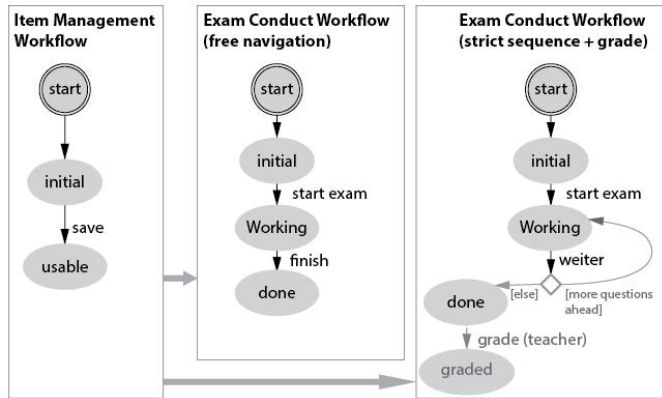 Item Management
Workflow
start
initial
save
usable
Exam Conduct Workflow
(free navigation)
start
initial
start exam
Working
finish
done
Exam Conduct Workflow
(strict sequence + grade)
start
initial
start exam
Working
weiter
[else]
[more questions
ahead]
done
grade (teacher)
graded